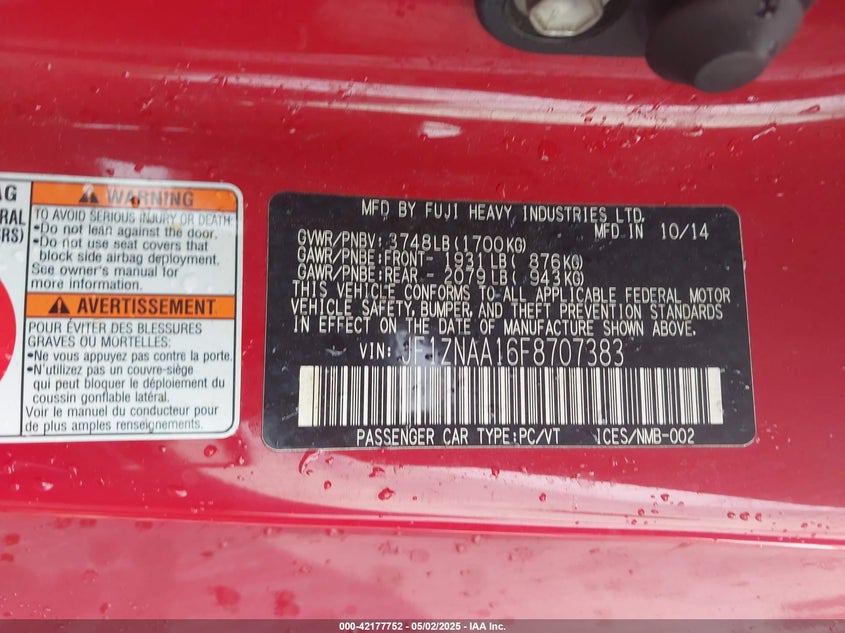 AG
RAL
RS)
WARNING
TO AVOID SERIOUS INJURY OR DEATH:
•Do not lean against the door.
•Do not use seat covers that
block side airbag deployment.
See owner's manual for
more information.
AVERTISSEMENT
POUR ÉVITER DES BLESSURES
GRAVES OU MORTELLES:
•Ne vous appuyez pas contre la porte.
•N'utilisez pas un couvre-siège
qui peut bloquer le déploiement du
coussin gonflable latéral.
Voir le manuel du conducteur pour
de plus amples renseignements.
MFD BY FUJI HEAVY INDUSTRIES LTD.
MFD IN 10/14
GVWR/PNBV: 3748LB(1700KG)
GAWR/PNBE:FRONT- 1931LB( 876KG)
GAWR/PNBE:REAR - 2079LB( 943KG)
THIS VEHICLE CONFORMS TO ALL APPLICABLE FEDERAL MOTOR
VEHICLE SAFETY, BUMPER, AND THEFT PREVENTION STANDARDS
IN EFFECT ON THE DATE OF MANUFACTURE SHOWN ABOVE.
VIN: JF1ZNAA16F8707383
PASSENGER CAR TYPE:PC/VT ICES/NMB-002
000-42177752 - 05/02/2025 - IAA Inc.